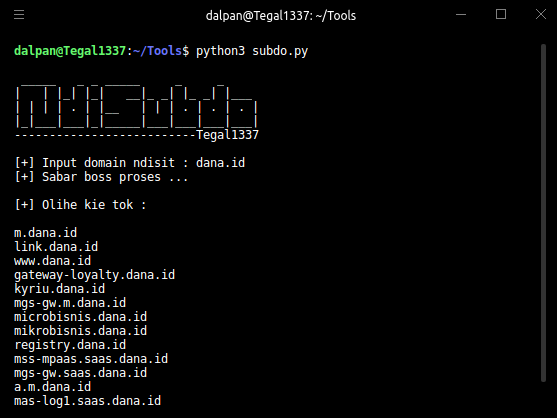 dalpan@Tegal1337: ~/Tools
dalpan@Tegal1337:~/Tools$ python3 subdo.py
--------------------------Tegal1337
[+] Input domain ndisit : dana.id
[+] Sabar boss proses ...
[+] Olihe kie tok :
m.dana.id
link.dana.id
www.dana.id
gateway-loyalty.dana.id
kyriu.dana.id
mgs-gw.m.dana.id
microbisnis.dana.id
mikrobisnis.dana.id
registry.dana.id
mss-mpaas.saas.dana.id
mgs-gw.saas.dana.id
a.m.dana.id
mas-log1.saas.dana.id